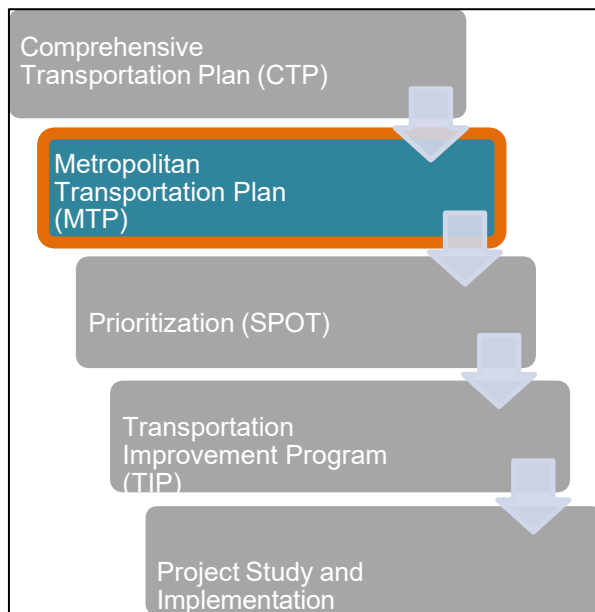 Comprehensive
Transportation Plan (CTP)
Metropolitan
Transportation Plan
(MTP)
Prioritization (SPOT)
Transportation
Improvement Program
(TIP)
Project Study and
Implementation